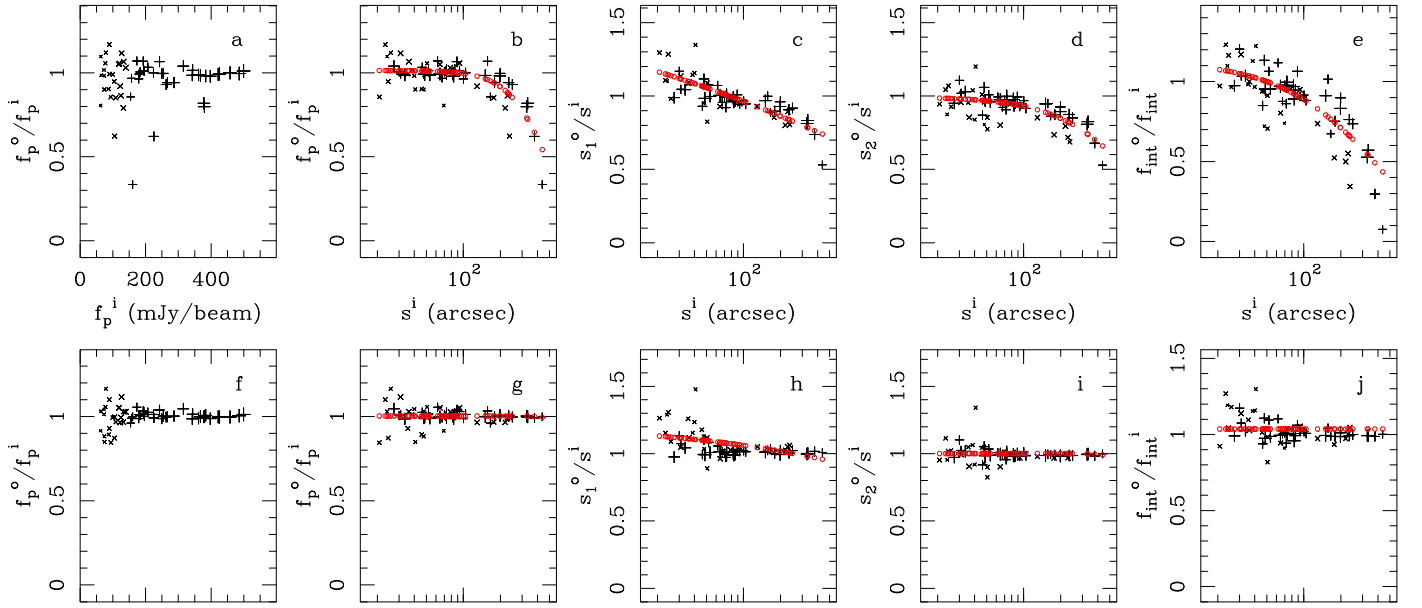 a
b
c
d
e
f_p^o/f_p^i
f_p^o/f_p^i
s_1^o/s^i
s_2^o/s^i
f_int^o/f_int^i
0 0.5 1
0 0.5 1
0 0.5 1 1.5
0 0.5 1 1.5
0 0.5 1 1.5
0 200 400
10^2
10^2
10^2
10^2
f_p^i (mJy/beam)
s^i (arcsec)
s^i (arcsec)
s^i (arcsec)
s^i (arcsec)
f
g
h
i
j
f_p^o/f_p^i
f_p^o/f_p^i
s_1^o/s^i
s_2^o/s^i
f_int^o/f_int^i
0 0.5 1
0 0.5 1
0 0.5 1 1.5
0 0.5 1 1.5
0 0.5 1 1.5